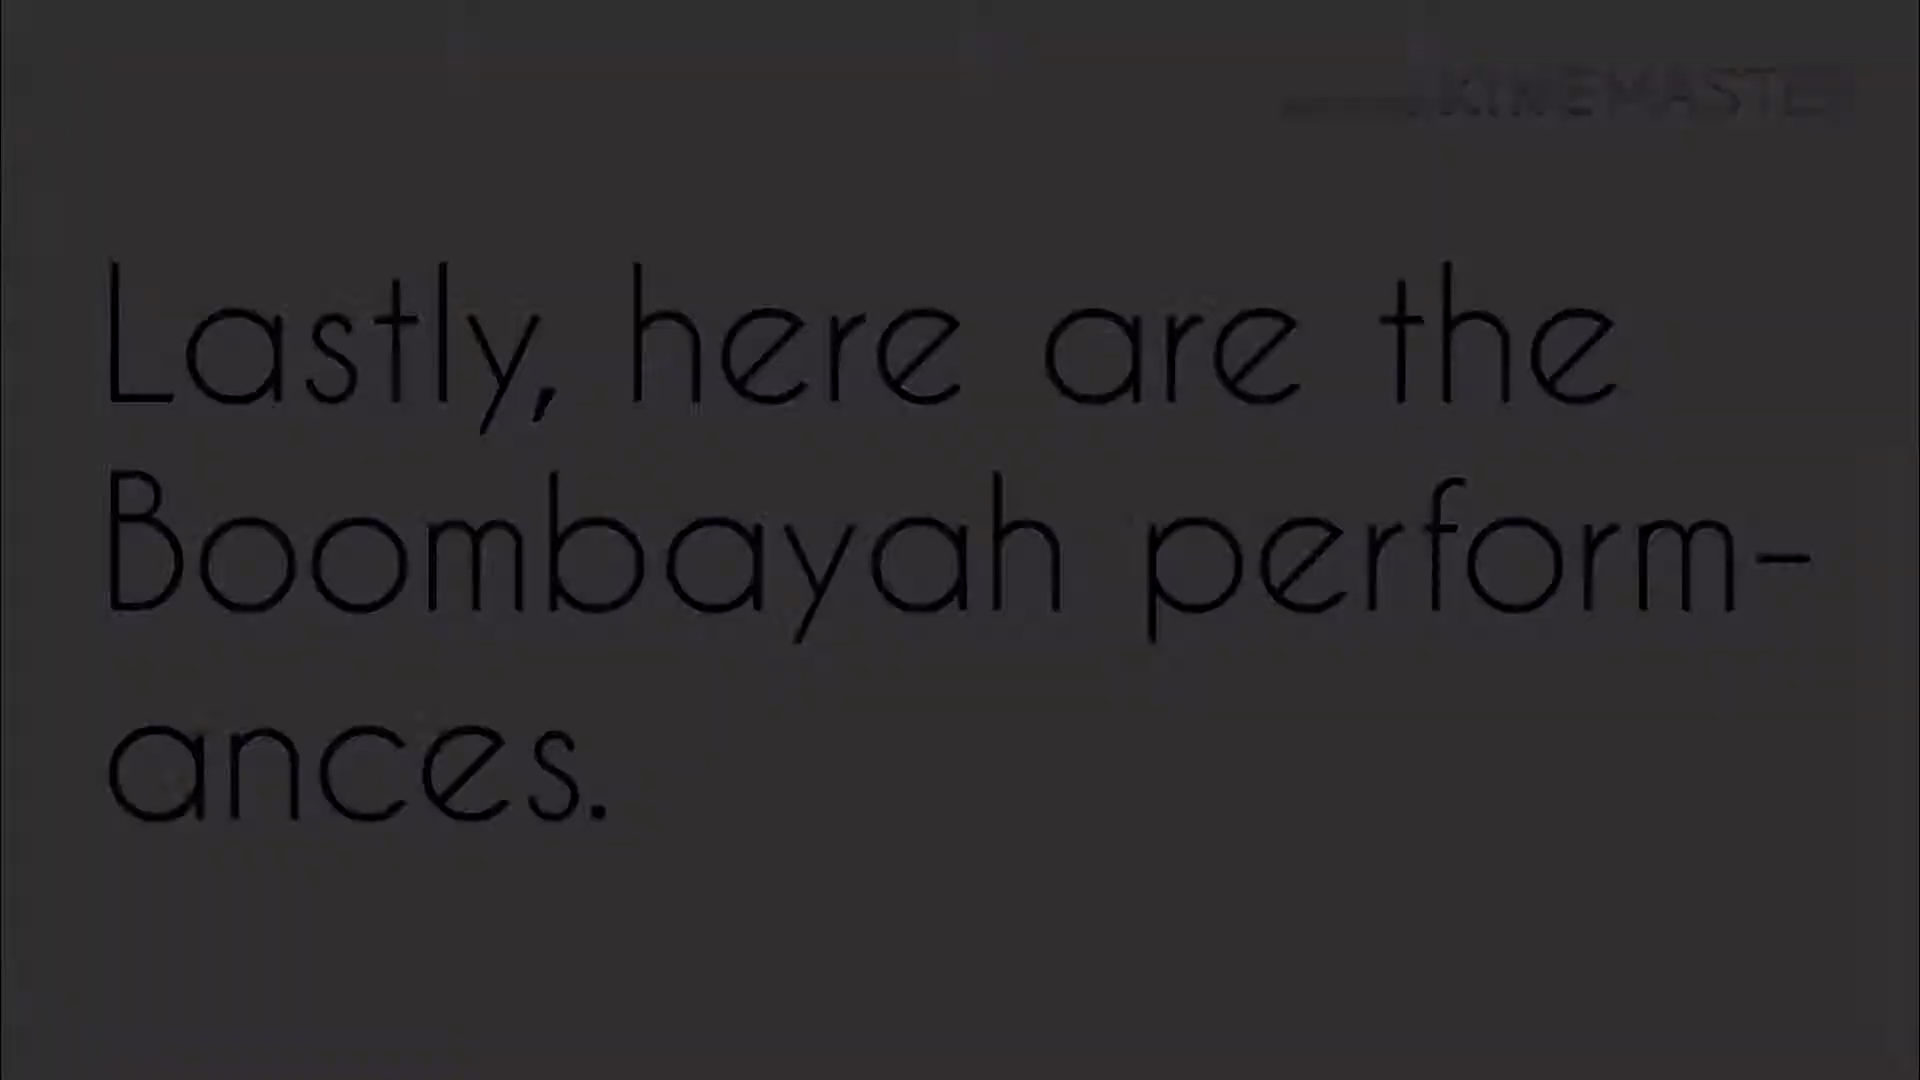 KINEMASTER
Lastly, here are the
Boombayah perform-
ances.